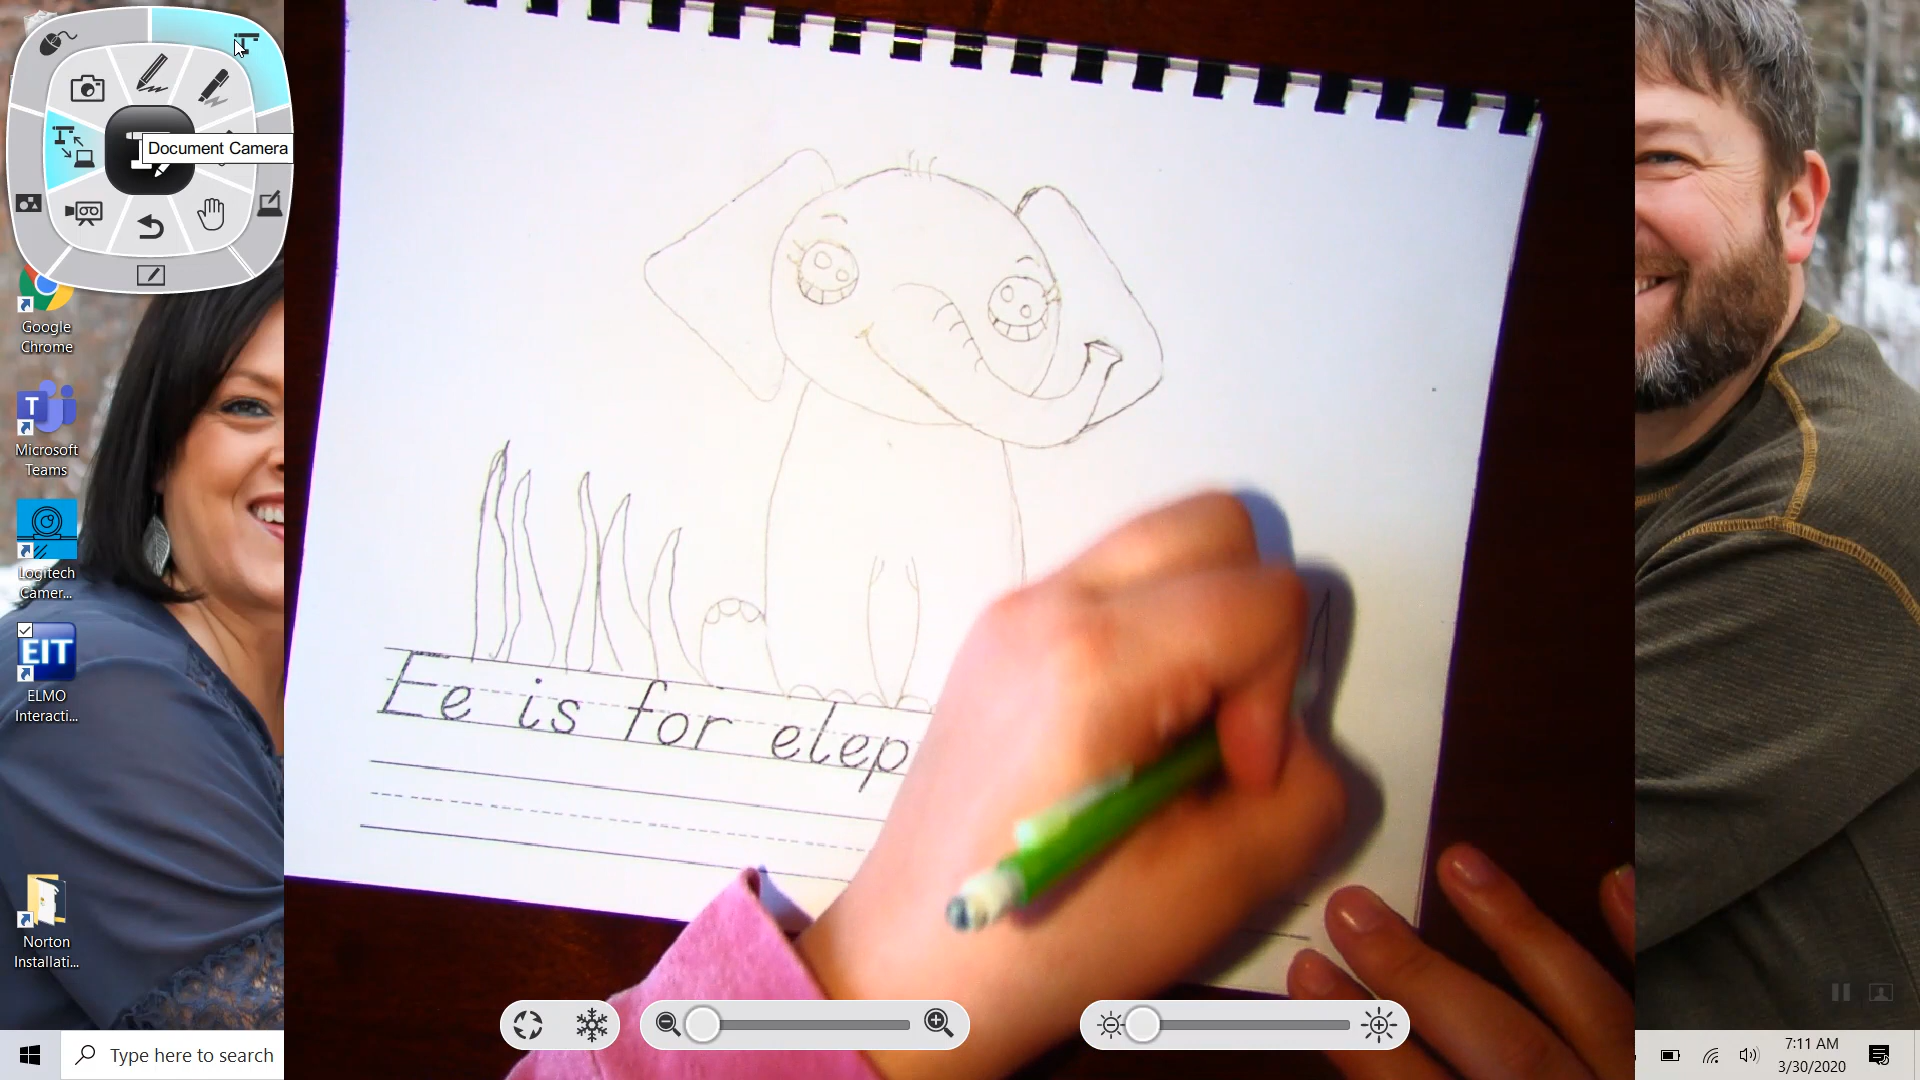 Document Camera
Google
Chrome
T
Microsoft
Teams
Logitech
Camer...
EIT
ELMO
Interacti...
Norton
Installati...
Ee is for elep
Type here to search
7:11 AM
3/30/2020